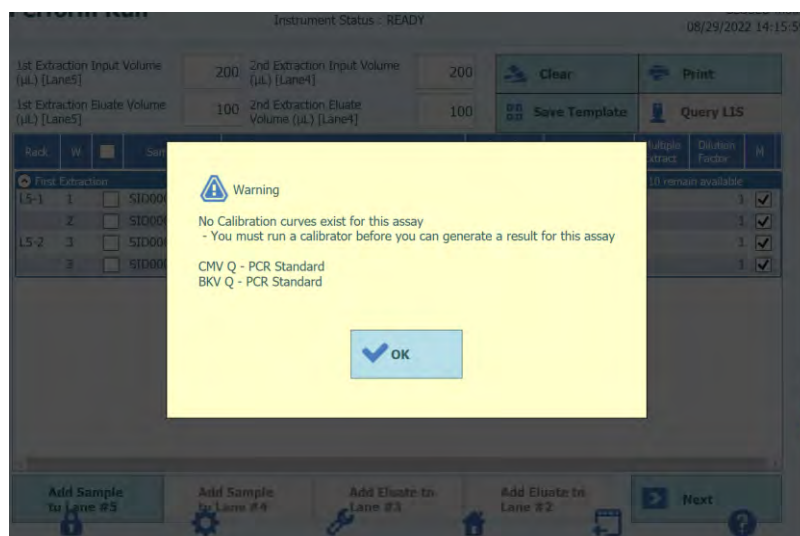 Instrument Status : READY
08/29/2022 14:15:5
1st Extraction Input Volume (µL) [Lane5]
200
2nd Extraction Input Volume (µL) [Lane4]
200
Clear
Print
1st Extraction Eluate Volume (µL) [Lane5]
100
2nd Extraction Eluate Volume (µL) [Lane4]
100
Save Template
Query LIS
Rack
W
Sam
Multiple Extract
Dilution Factor
M
First Extraction
10 remain available
L5-1 1 SID000 1
2 SID000 1
L5-2 3 SID000 1
SID000 1
Warning
No Calibration curves exist for this assay
- You must run a calibrator before you can generate a result for this assay
CMV Q - PCR Standard
BKV Q - PCR Standard
OK
Add Sample to Lane #5
Add Sample to Lane #4
Add Eluate to Lane #3
Add Eluate to Lane #2
Next